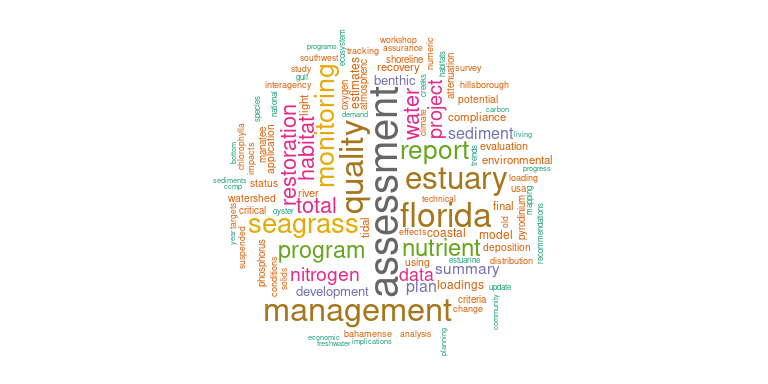 workshop
programs
ecosystem
tracking
assurance
numeric
southwest
shoreline
habitats
attenuation
study
recovery
survey
gulf
monitoring
estimates
atmospheric
benthic
creeks
interagency
hillsborough
light
oxygen
assessment
water
project
potential
species
national
demand
climate
carbon
compliance
restoration
habitat
quality
sediment
living
chlorophylla
manatee
application
report
trends
evaluation
bottom
impacts
environmental
progress
sediments
ccmp
status
estuary
loading
usa
mapping
watershed
river
technical
total
final
critical
oyster
florida
old
pyrodinium
recommendations
year
targets
seagrass
tidal
effects
coastal
model
suspended
program
nutrient
deposition
phosphorus
conditions
solids
nitrogen
using
estuarine
distribution
data
summary
development
plan
loadings
update
management
criteria
change
community
bahamense
analysis
economic
freshwater
implications
planning